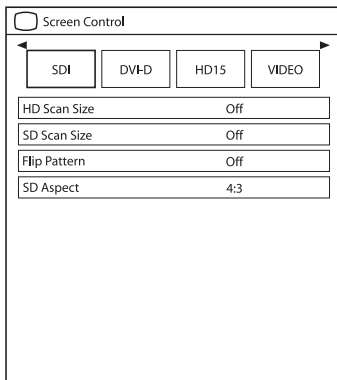 Screen Control
SDI DVI-D HD15 VIDEO
HD Scan Size Off
SD Scan Size Off
Flip Pattern Off
SD Aspect 4:3